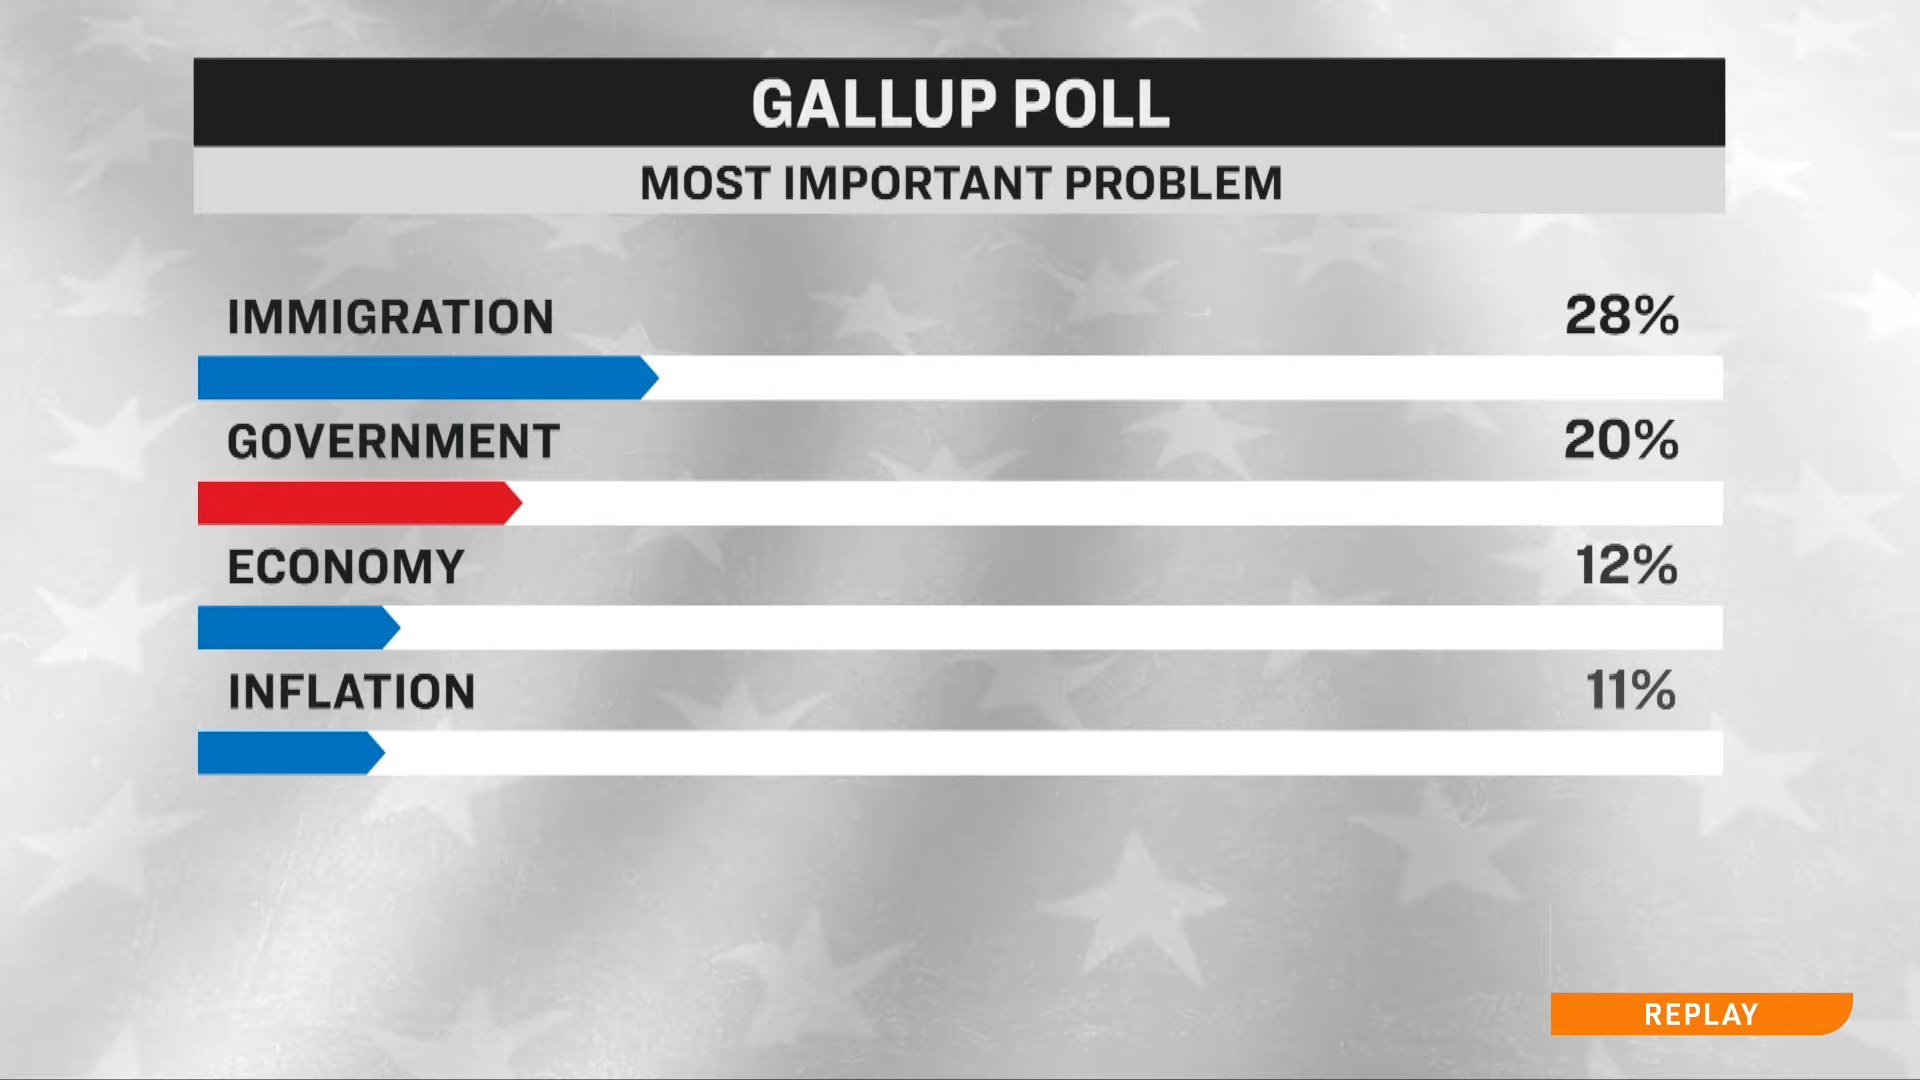 GALLUP POLL
MOST IMPORTANT PROBLEM
IMMIGRATION 28%
GOVERNMENT 20%
ECONOMY 12%
INFLATION 11%
REPLAY